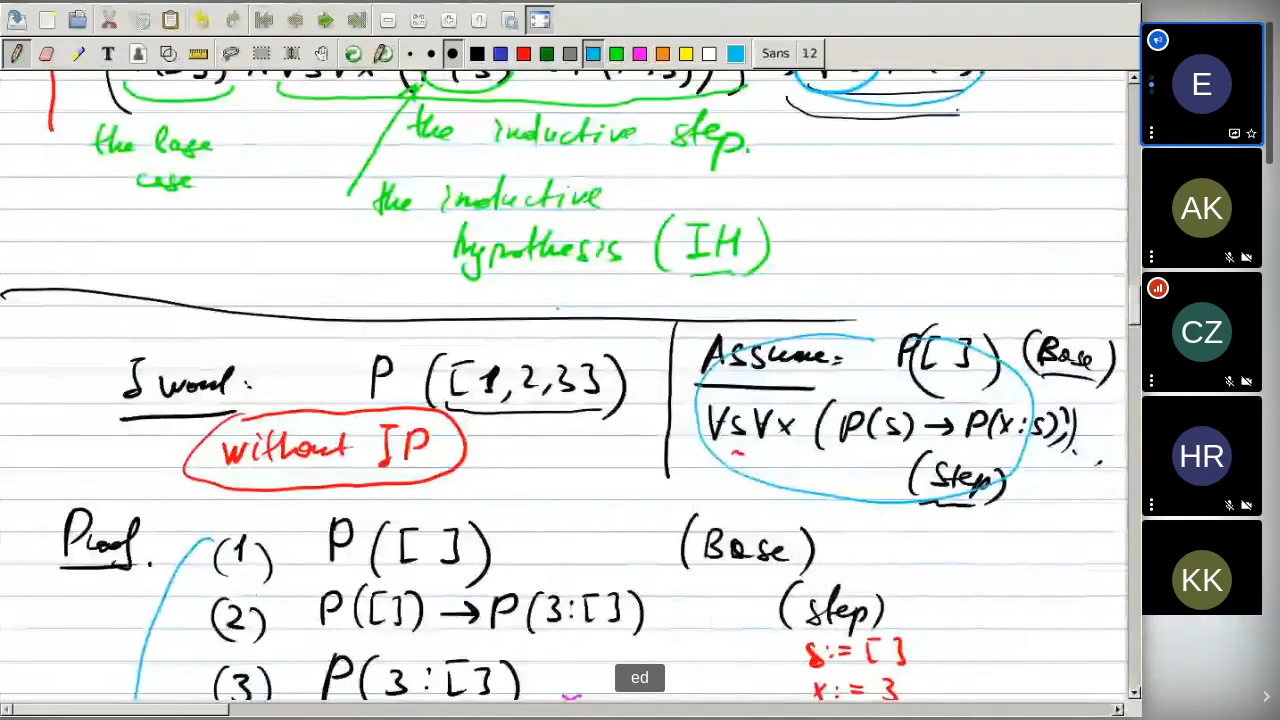 Sans 12
the inductive step.
the base
case
the inductive
hypothesis (IH)
I want: P([1,2,3])
without IP
Assume: P([ ]) (Base)
∀s∀x (P(s) → P(x:s))
(Step)
Proof. (1) P([ ]) (Base)
(2) P([]) → P(3:[]) (step)
s:= [ ]
x:= 3
(3) P(3:[])
ed
E
AK
CZ
HR
KK